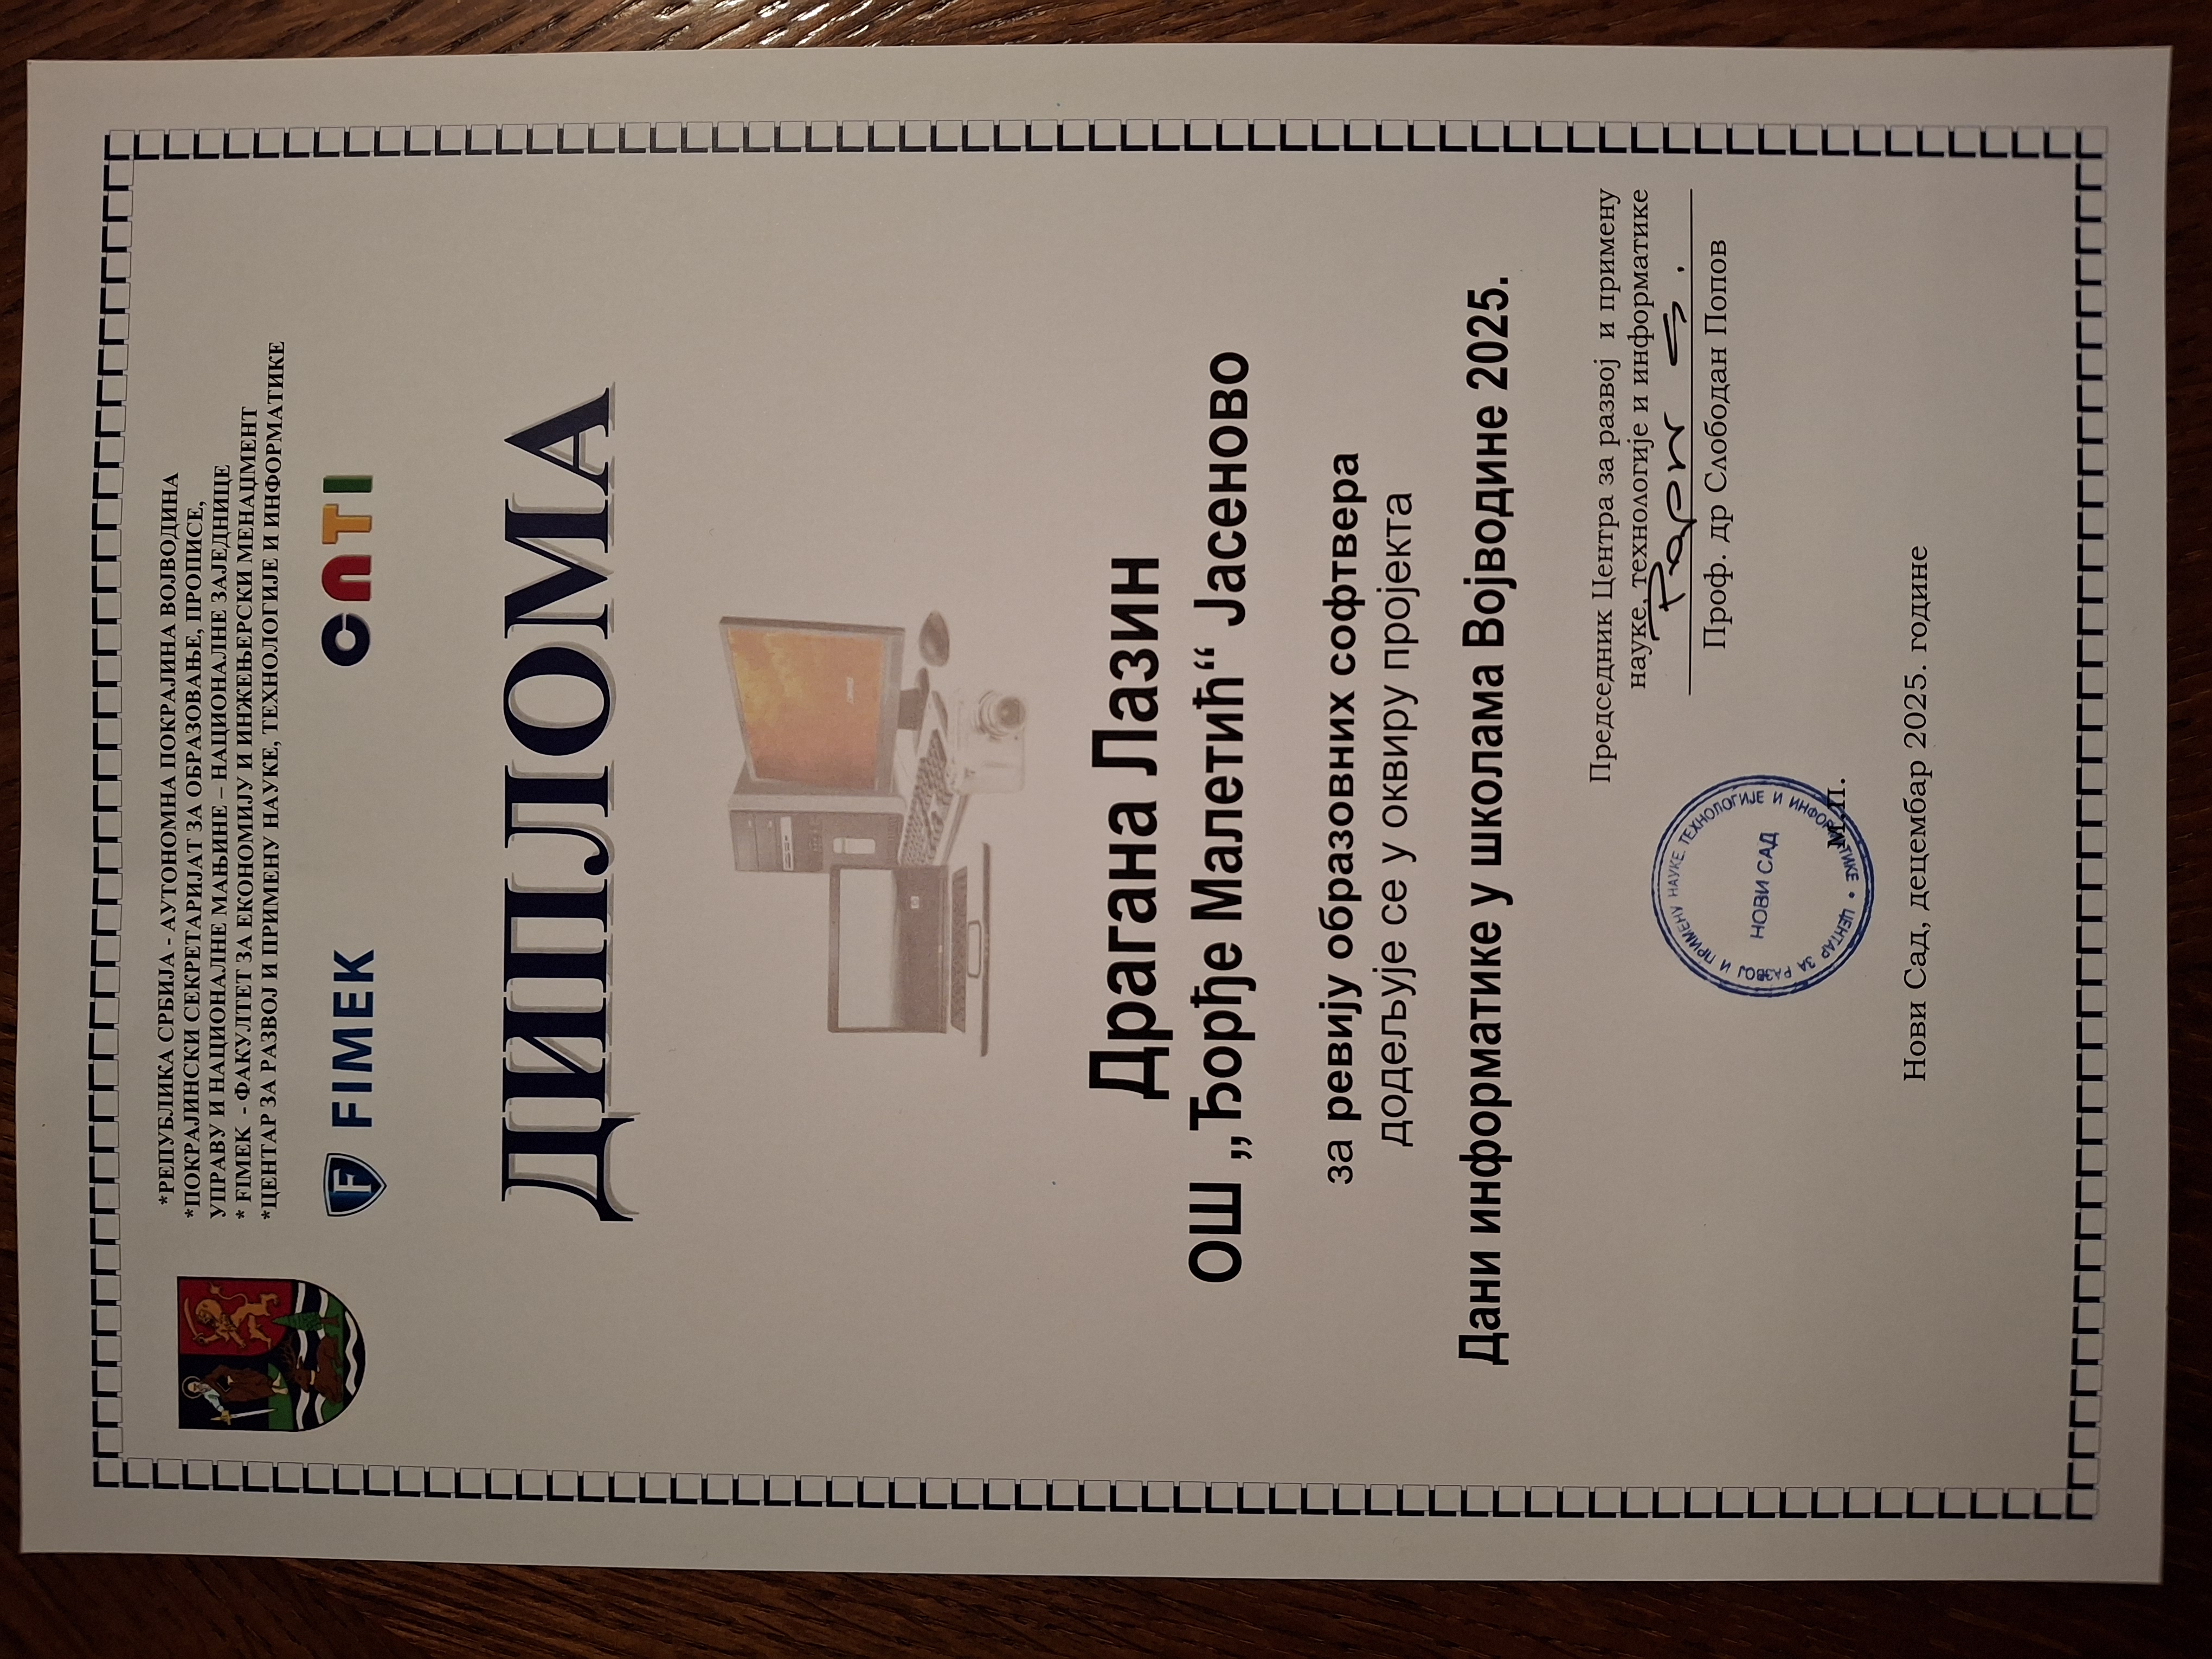 *РЕПУБЛИКА СРБИЈА - АУТОНОМНА ПОКРАЈИНА ВОЈВОДИНА
*ПОКРАЈИНСКИ СЕКРЕТАРИЈАТ ЗА ОБРАЗОВАЊЕ, ПРОПИСЕ,
УПРАВУ И НАЦИОНАЛНЕ МАЊИНЕ – НАЦИОНАЛНЕ ЗАЈЕДНИЦЕ
* FIMEK - ФАКУЛТЕТ ЗА ЕКОНОМИЈУ И ИНЖЕЊЕРСКИ МЕНАЏМЕНТ
*ЦЕНТАР ЗА РАЗВОЈ И ПРИМЕНУ НАУКЕ, ТЕХНОЛОГИЈЕ И ИНФОРМАТИКЕ
FIMEK
ДИПЛОМА
Драгана Лазин
ОШ „Ђорђе Малетић“ Јасеново
за ревију образовних софтвера
додељује се у оквиру пројекта
Дани информатике у школама Војводине 2025.
Председник Центра за развој и примену
науке, технологије и информатике
Проф. др Слободан Попов
ЦЕНТАР ЗА РАЗВОЈ И ПРИМЕНУ НАУКЕ, ТЕХНОЛОГИЈЕ И ИНФОРМАТИКЕ
НОВИ САД
М.П.
Нови Сад, децембар 2025. године